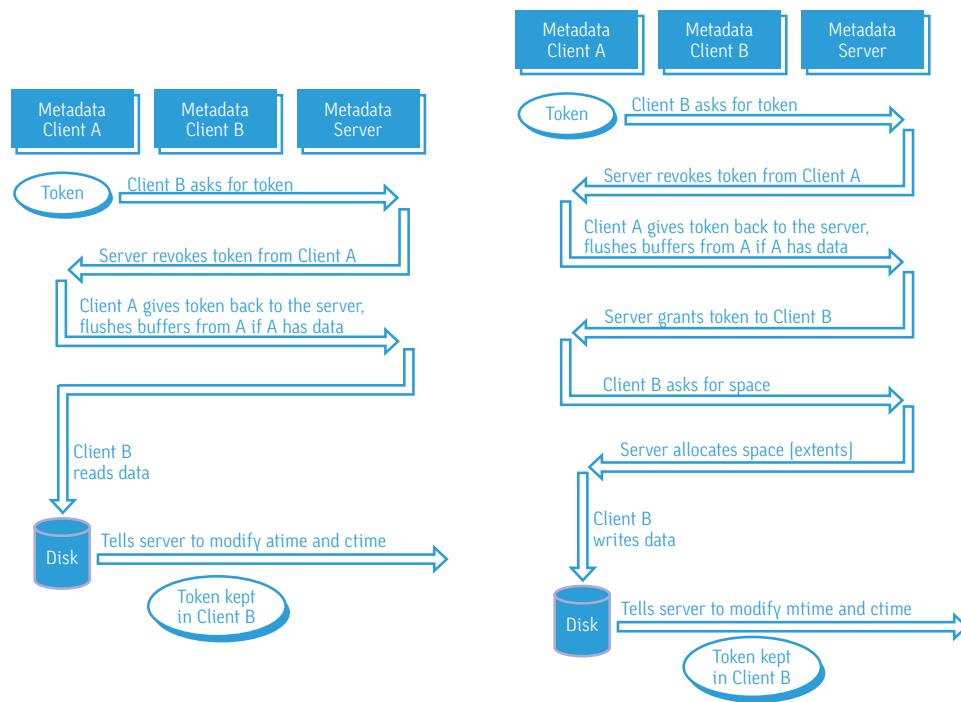 Metadata
Client A
Metadata
Client B
Metadata
Server
Token
Client B asks for token
Server revokes token from Client A
Client A gives token back to the server,
flushes buffers from A if A has data
Client B
reads data
Disk
Tells server to modify atime and ctime
Token kept
in Client B
Metadata
Client A
Metadata
Client B
Metadata
Server
Token
Client B asks for token
Server revokes token from Client A
Client A gives token back to the server,
flushes buffers from A if A has data
Server grants token to Client B
Client B asks for space
Server allocates space (extents)
Client B
writes data
Disk
Tells server to modify mtime and ctime
Token kept
in Client B